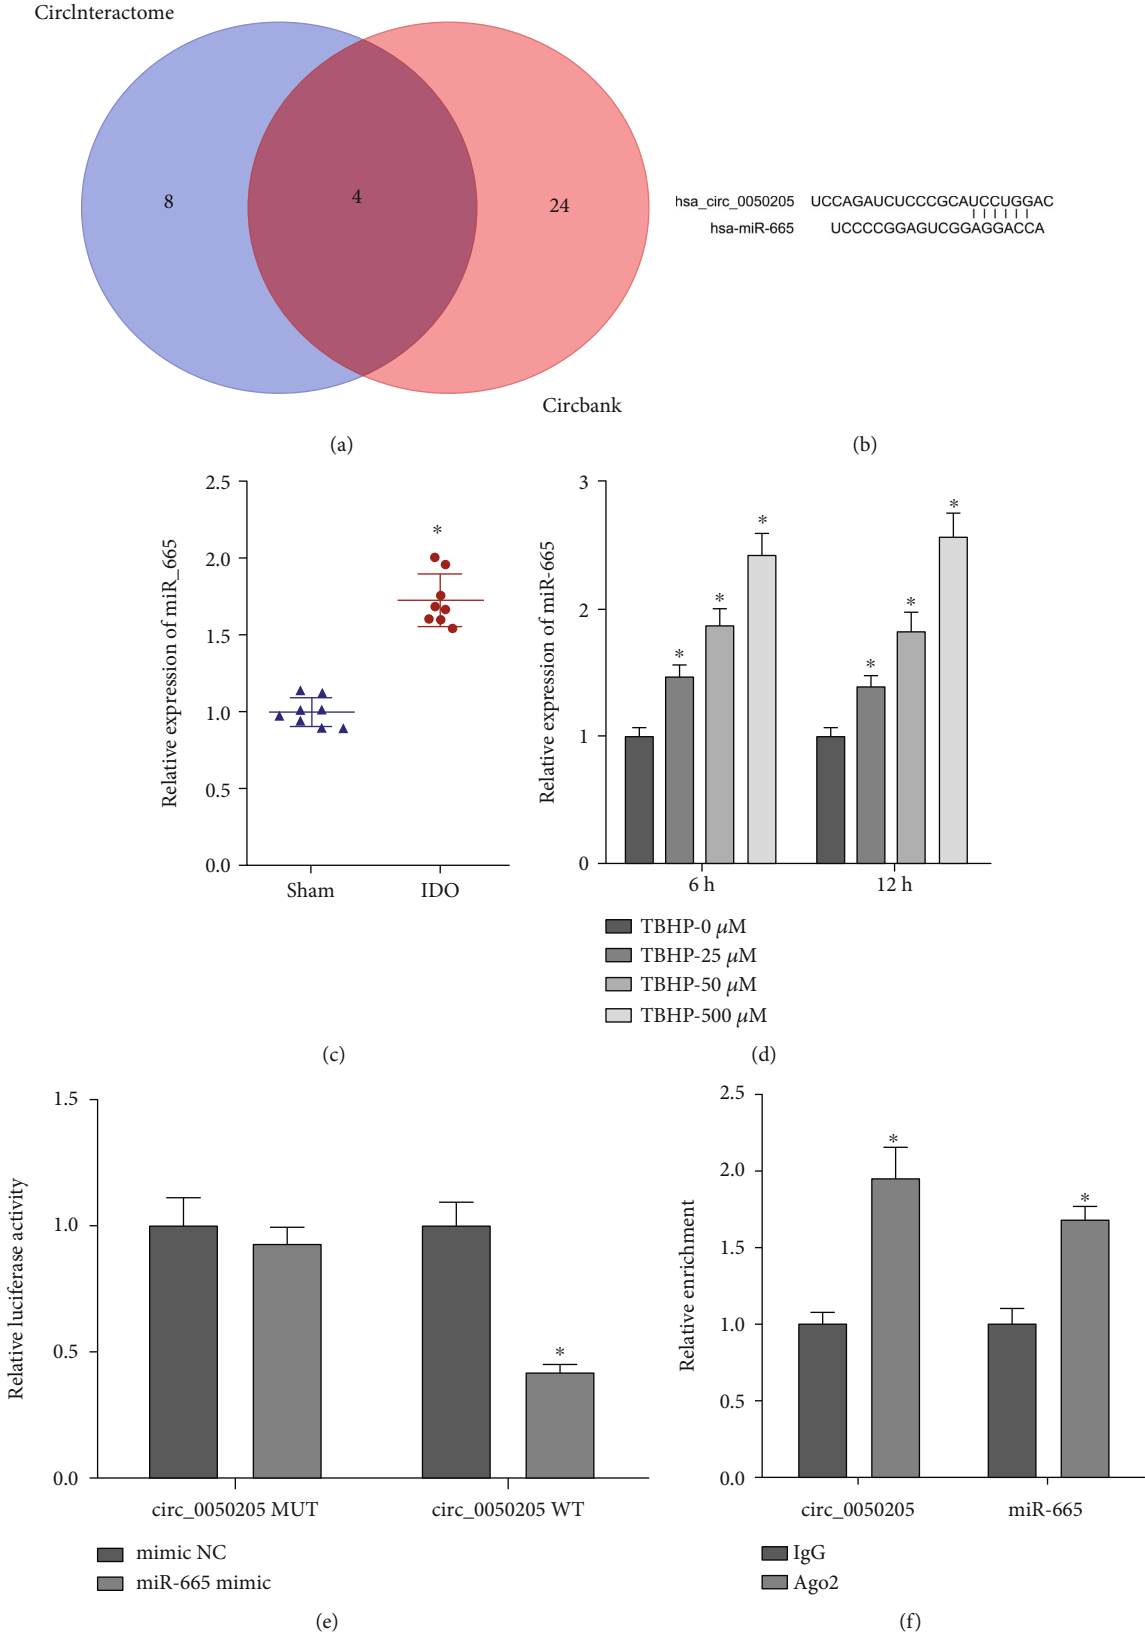 CircInteractome
8
4
24
Circbank
(a)
hsa_circ_0050205 UCCAGAUCUCCCGCAUCCUGGAC
hsa-miR-665 UCCCCGGAGUCGGAGGACCA
(b)
Relative expression of miR_665
2.5
2.0
1.5
1.0
0.5
0.0
*
Sham IDO
(c)
Relative expression of miR-665
3
2
1
0
* * * * * *
6 h 12 h
TBHP-0 μM
TBHP-25 μM
TBHP-50 μM
TBHP-500 μM
(d)
Relative luciferase activity
1.5
1.0
0.5
0.0
*
circ_0050205 MUT circ_0050205 WT
mimic NC
miR-665 mimic
(e)
Relative enrichment
2.5
2.0
1.5
1.0
0.5
0.0
* *
circ_0050205 miR-665
IgG
Ago2
(f)